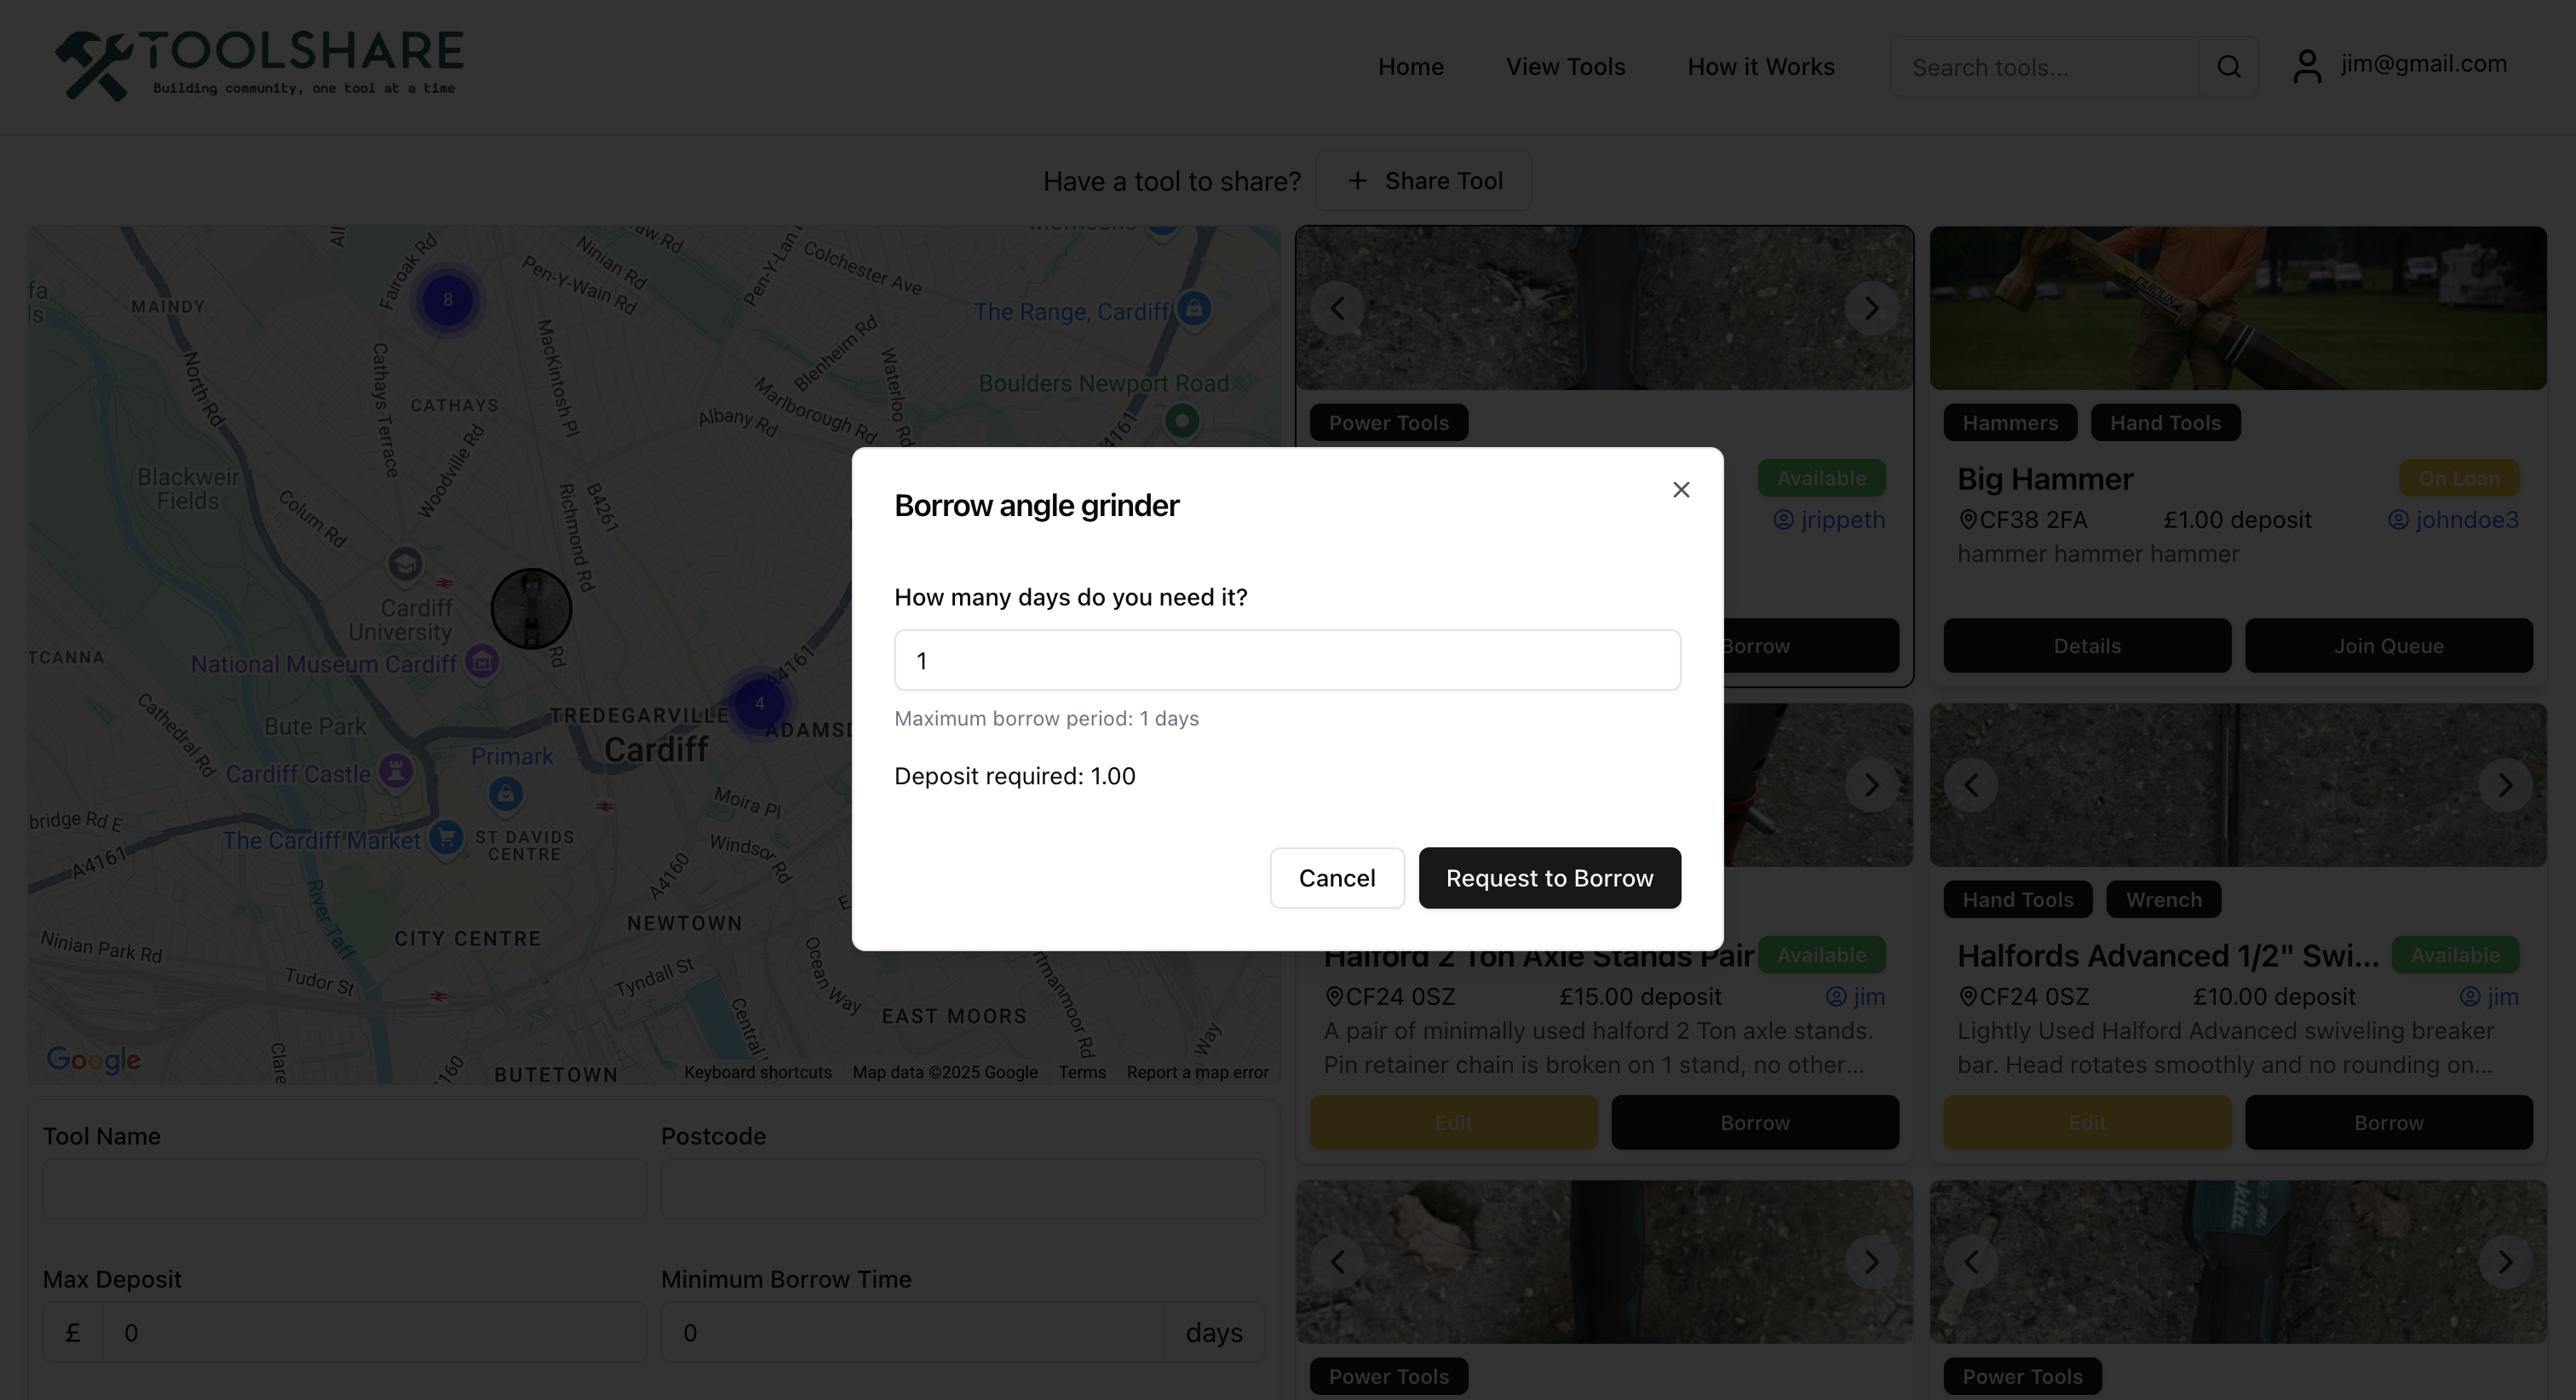 TOOLSHARE
Building community, one tool at a time
Home
View Tools
How it Works
Search tools...
jim@gmail.com
Have a tool to share?
+ Share Tool
Fairoak Rd
Ninian Rd
Pen-Y-Wain Rd
Pen-Y-Lan
Colchester Ave
MAINDY
8
The Range, Cardiff
North Rd
Cathays Terrace
MacKintosh Pl
Blenheim Rd
Marlborough Rd
Waterloo Rd
Boulders Newport Road
CATHAYS
Albany Rd
A4161
Woodville Rd
Blackweir
Fields
Colum Rd
Richmond Rd
B4261
Cardiff
University
National Museum Cardiff
A4161
Cathedral Rd
4
TREDEGARVILLE
Bute Park
Primark
Cardiff
Cardiff Castle
Moira Pl
The Cardiff Market
ST DAVIDS
CENTRE
Windsor Rd
A4161
A4160
River Taff
NEWTOWN
CITY CENTRE
Ninian Park Rd
Tudor St
Tyndall St
Ocean Way
EAST MOORS
Google
BUTETOWN
Keyboard shortcuts
Map data ©2025 Google
Terms
Report a map error
Power Tools
Available
jrippeth
Borrow
Hammers
Hand Tools
Big Hammer
On Loan
CF38 2FA
£1.00 deposit
johndoe3
hammer hammer hammer
Details
Join Queue
Borrow angle grinder
How many days do you need it?
1
Maximum borrow period: 1 days
Deposit required: 1.00
Cancel
Request to Borrow
Halford 2 Ton Axle Stands Pair
Available
CF24 0SZ
£15.00 deposit
jim
A pair of minimally used halford 2 Ton axle stands.
Pin retainer chain is broken on 1 stand, no other...
Edit
Borrow
Hand Tools
Wrench
Halfords Advanced 1/2" Swi...
Available
CF24 0SZ
£10.00 deposit
jim
Lightly Used Halford Advanced swiveling breaker
bar. Head rotates smoothly and no rounding on...
Edit
Borrow
Tool Name
Postcode
Max Deposit
Minimum Borrow Time
£
0
0
days
Power Tools
Power Tools